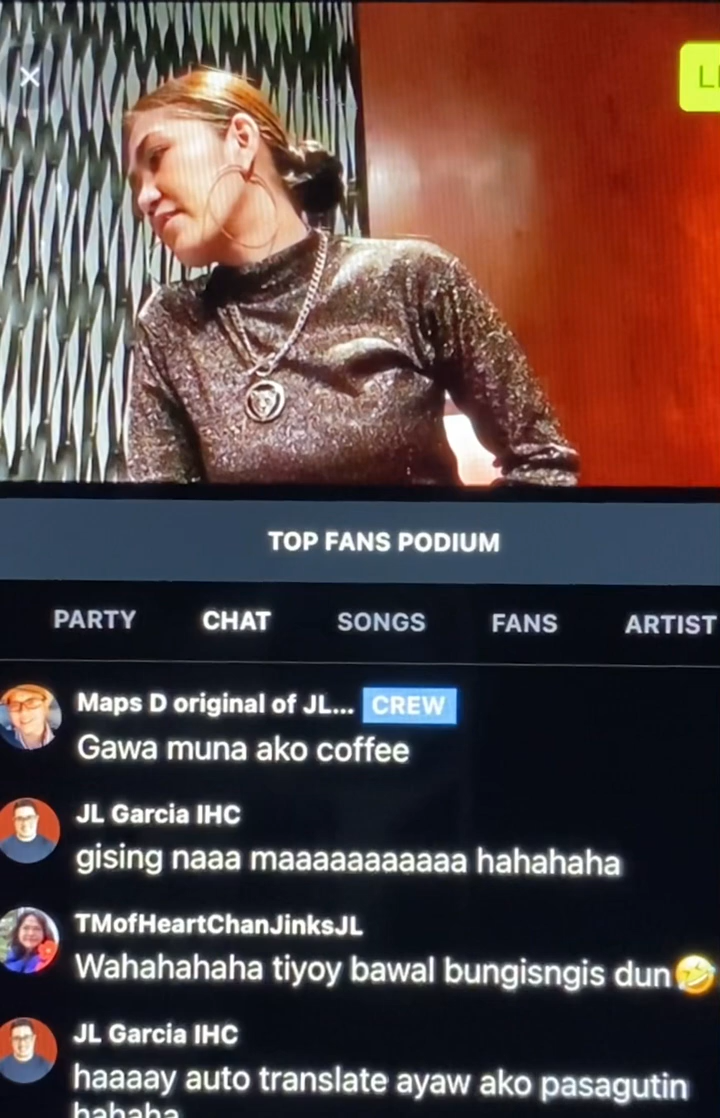 TOP FANS PODIUM
PARTY CHAT SONGS FANS ARTIST
Maps D original of JL... CREW
Gawa muna ako coffee
JL Garcia IHC
gising naaa maaaaaaaaaaa hahahaha
TMofHeartChanJinksJL
Wahahahaha tiyoy bawal bungisngis dun🤣
JL Garcia IHC
haaaay auto translate ayaw ako pasagutin
hahaha